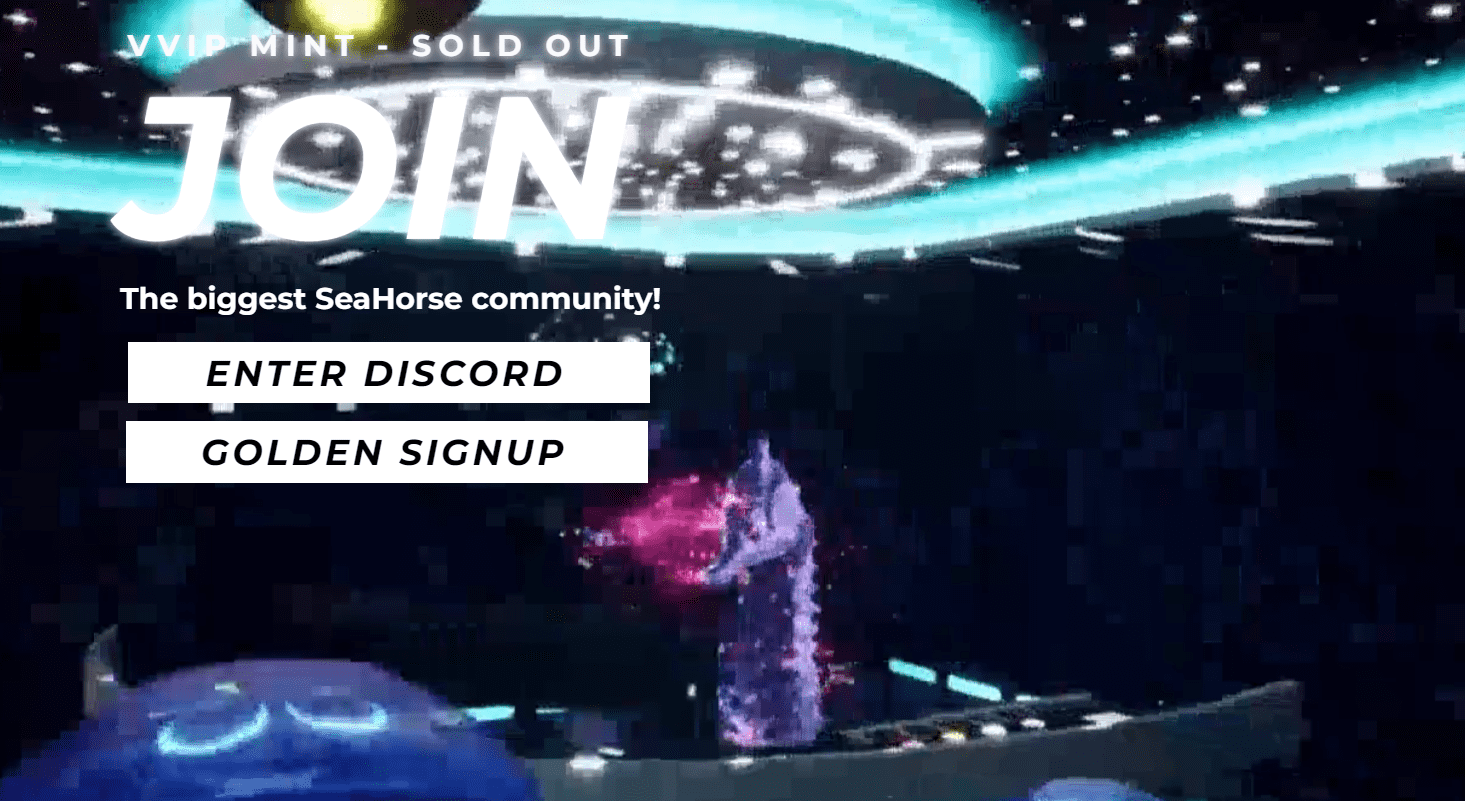 VVIP MINT - SOLD OUT
JOIN
The biggest SeaHorse community!
ENTER DISCORD
GOLDEN SIGNUP